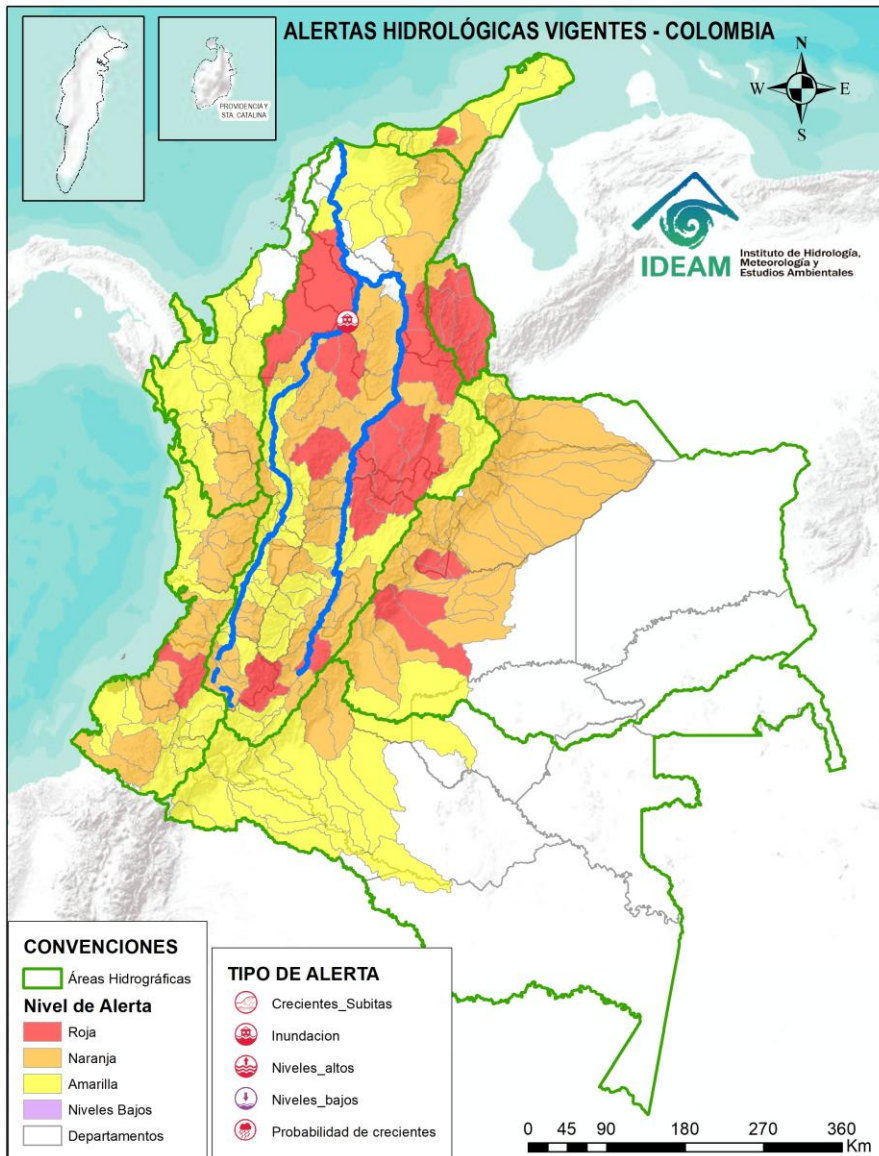 ALERTAS HIDROLÓGICAS VIGENTES - COLOMBIA
N
W
E
S
PROVIDENCIA Y
STA. CATALINA
IDEAM
Instituto de Hidrología,
Meteorología y
Estudios Ambientales
CONVENCIONES
Áreas Hidrográficas
Nivel de Alerta
Roja
Naranja
Amarilla
Niveles Bajos
Departamentos
TIPO DE ALERTA
Crecientes_Subitas
Inundacion
Niveles_altos
Niveles_bajos
Probabilidad de crecientes
0 45 90 180 270 360
Km